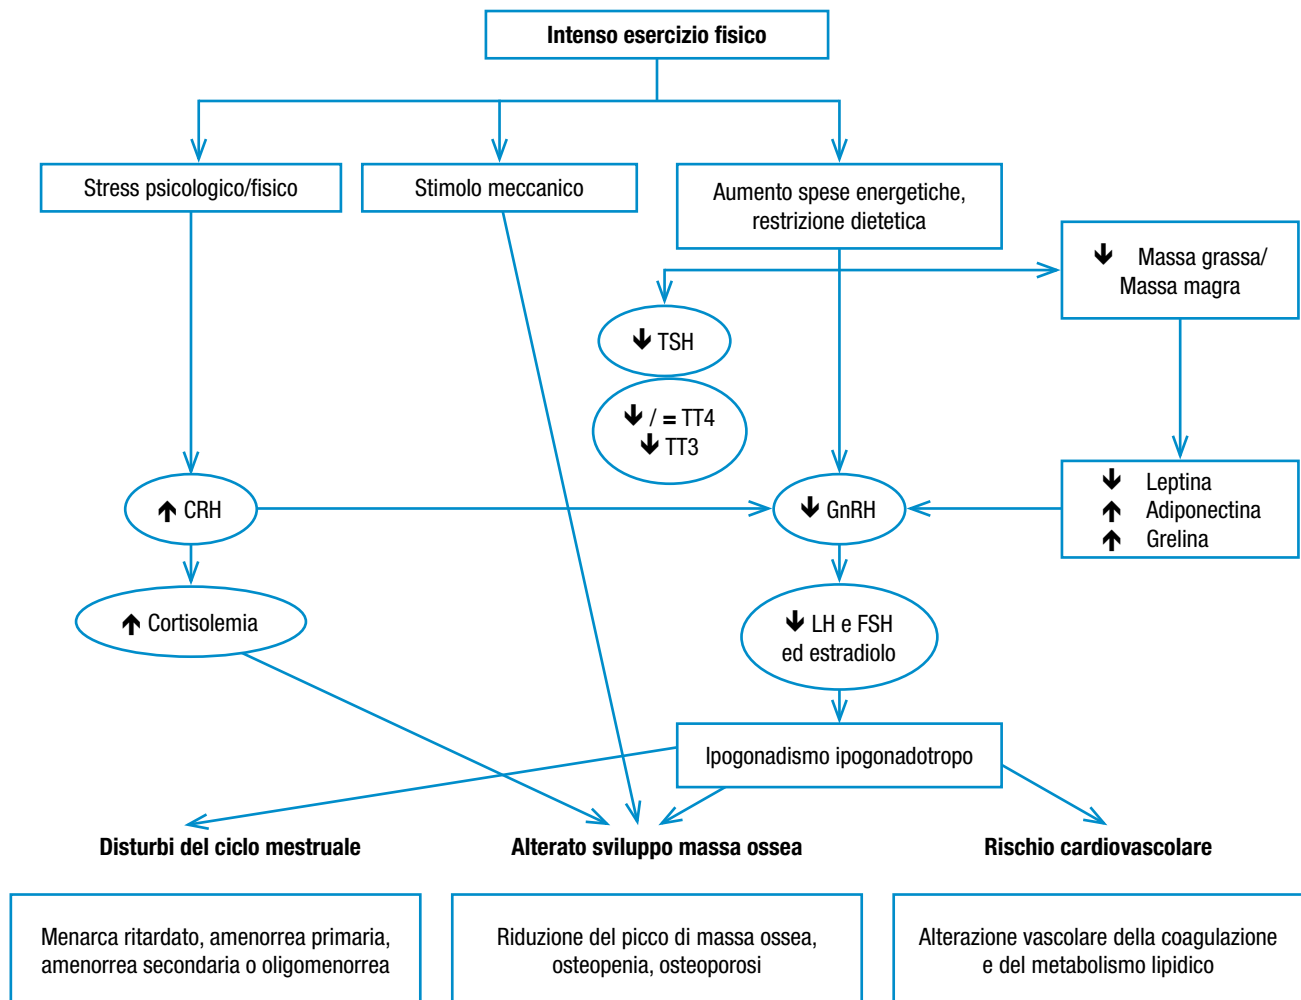 Intenso esercizio fisico
Stress psicologico/fisico
Stimolo meccanico
Aumento spese energetiche,
restrizione dietetica
↓ Massa grassa/
Massa magra
↓ TSH
↓ / = TT4
↓ TT3
↑ CRH
↓ GnRH
↓ Leptina
↑ Adiponectina
↑ Grelina
↑ Cortisolemia
↓ LH e FSH
ed estradiolo
Ipogonadismo ipogonadotropo
Disturbi del ciclo mestruale
Alterato sviluppo massa ossea
Rischio cardiovascolare
Menarca ritardato, amenorrea primaria,
amenorrea secondaria o oligomenorrea
Riduzione del picco di massa ossea,
osteopenia, osteoporosi
Alterazione vascolare della coagulazione
e del metabolismo lipidico